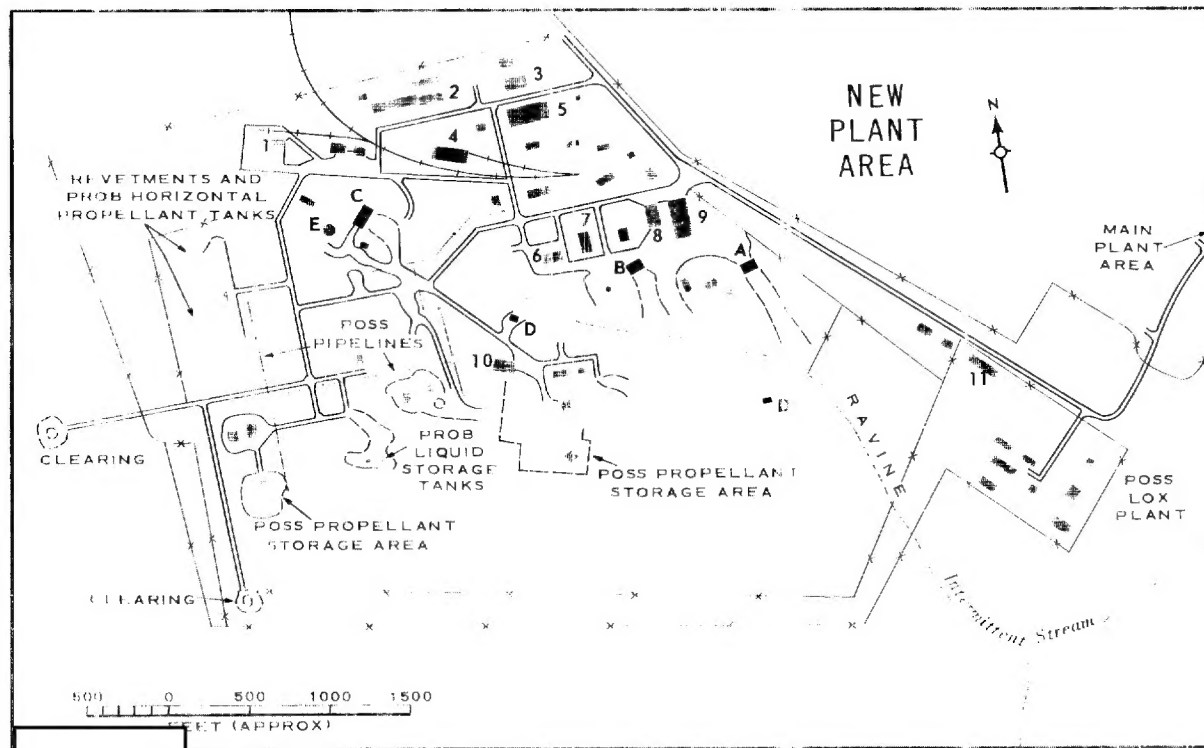 NEW
PLANT
AREA
N
3
2
5
4
1
REVETMENTS AND
PROB HORIZONTAL
PROPELLANT TANKS
C
E
7
8
9
6
B
A
MAIN
PLANT
AREA
D
POSS
PIPELINES
10
11
D
RAVINE
CLEARING
PROB
LIQUID
STORAGE
TANKS
POSS PROPELLANT
STORAGE AREA
POSS
LOX
PLANT
POSS PROPELLANT
STORAGE AREA
CLEARING
Intermittent Stream
500 0 500 1000 1500
FEET (APPROX)